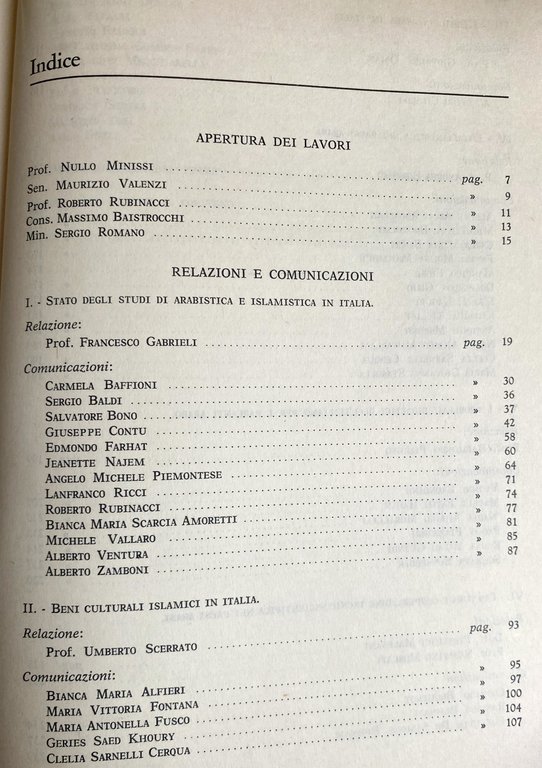 Indice
APERTURA DEI LAVORI
Prof. NULLO MINISSI pag. 7
Sen. MAURIZIO VALENZI » 9
Prof. ROBERTO RUBINACCI » 11
Cons. MASSIMO BAISTROCCHI » 13
Min. SERGIO ROMANO » 15
RELAZIONI E COMUNICAZIONI
I. - STATO DEGLI STUDI DI ARABISTICA E ISLAMISTICA IN ITALIA.
Relazione:
Prof. FRANCESCO GABRIELI pag. 19
Comunicazioni:
CARMELA BAFFIONI » 30
SERGIO BALDI » 36
SALVATORE BONO » 37
GIUSEPPE CONTU » 42
EDMONDO FARHAT » 58
JEANETTE NAJEM » 60
ANGELO MICHELE PIEMONTESE » 64
LANFRANCO RICCI » 71
ROBERTO RUBINACCI » 74
BIANCA MARIA SCARCIA AMORETTI » 77
MICHELE VALLARO » 81
ALBERTO VENTURA » 85
ALBERTO ZAMBONI » 87
II. - BENI CULTURALI ISLAMICI IN ITALIA.
Relazione:
Prof. UMBERTO SCERRATO pag. 93
Comunicazioni:
BIANCA MARIA ALFIERI » 95
MARIA VITTORIA FONTANA » 97
MARIA ANTONELLA FUSCO » 100
GERIES SAED KHOURY » 104
CLELIA SARNELLI CERQUA » 107